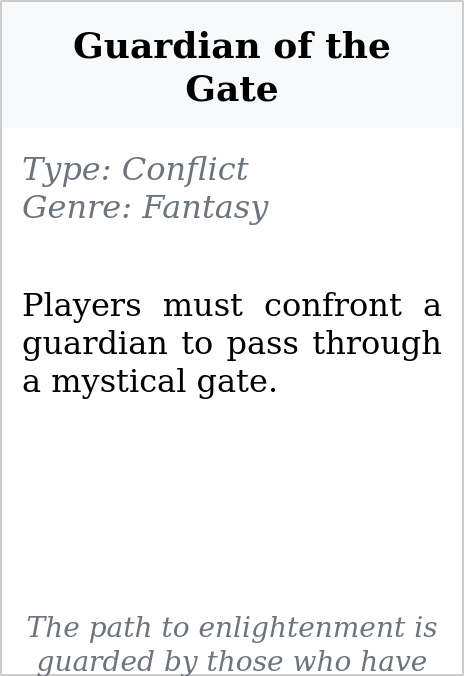 Guardian of the
Gate
Type: Conflict
Genre: Fantasy
Players must confront a
guardian to pass through
a mystical gate.
The path to enlightenment is
guarded by those who have